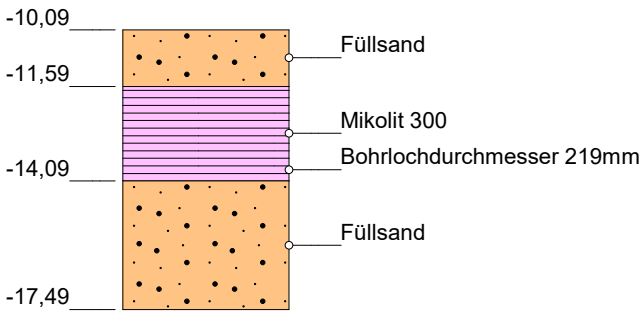 -10,09
Füllsand
-11,59
Mikolit 300
Bohrlochdurchmesser 219mm
-14,09
Füllsand
-17,49